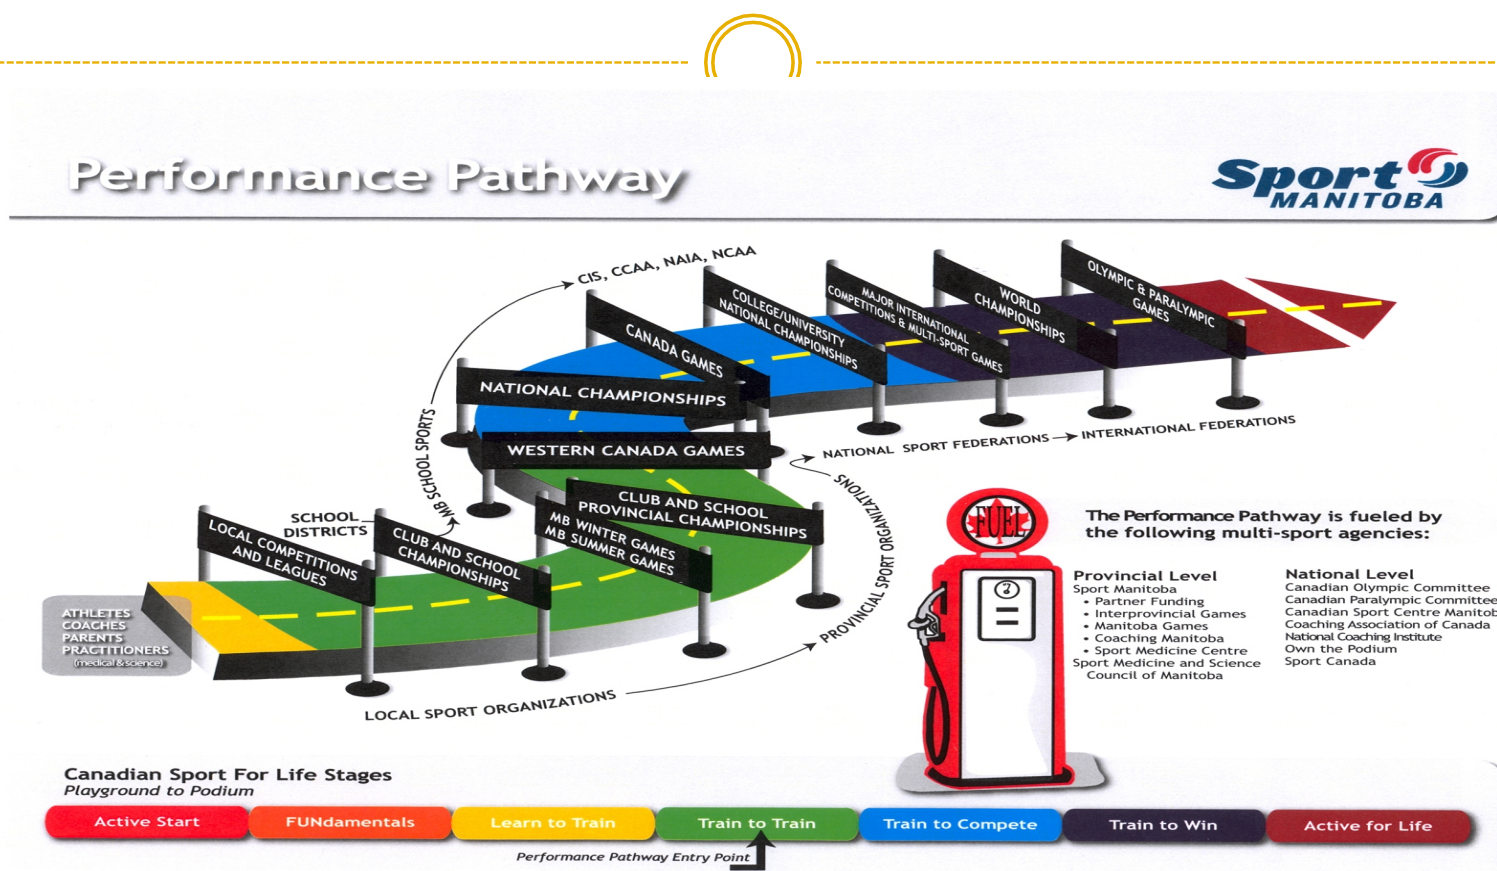 Performance Pathway
Sport
MANITOBA
CIS, CCAA, NAIA, NCAA
OLYMPIC & PARALYMPIC
GAMES
WORLD
CHAMPIONSHIPS
MAJOR INTERNATIONAL
COMPETITIONS & MULTI-SPORT GAMES
COLLEGE/UNIVERSITY
NATIONAL CHAMPIONSHIPS
CANADA GAMES
NATIONAL CHAMPIONSHIPS
WESTERN CANADA GAMES
CLUB AND SCHOOL
PROVINCIAL CHAMPIONSHIPS
MB WINTER GAMES
MB SUMMER GAMES
CLUB AND SCHOOL
CHAMPIONSHIPS
LOCAL COMPETITIONS
AND LEAGUES
SCHOOL
DISTRICTS
MB SCHOOL SPORTS
NATIONAL SPORT FEDERATIONS
INTERNATIONAL FEDERATIONS
PROVINCIAL SPORT ORGANIZATIONS
LOCAL SPORT ORGANIZATIONS
ATHLETES
COACHES
PARENTS
PRACTITIONERS
(medical & science)
FUEL
The Performance Pathway is fueled by
the following multi-sport agencies:
Provincial Level
Sport Manitoba
• Partner Funding
• Interprovincial Games
• Manitoba Games
• Coaching Manitoba
• Sport Medicine Centre
Sport Medicine and Science
Council of Manitoba
National Level
Canadian Olympic Committee
Canadian Paralympic Committee
Canadian Sport Centre Manitob
Coaching Association of Canada
National Coaching Institute
Own the Podium
Sport Canada
Canadian Sport For Life Stages
Playground to Podium
Active Start
FUNdamentals
Learn to Train
Train to Train
Train to Compete
Train to Win
Active for Life
Performance Pathway Entry Point